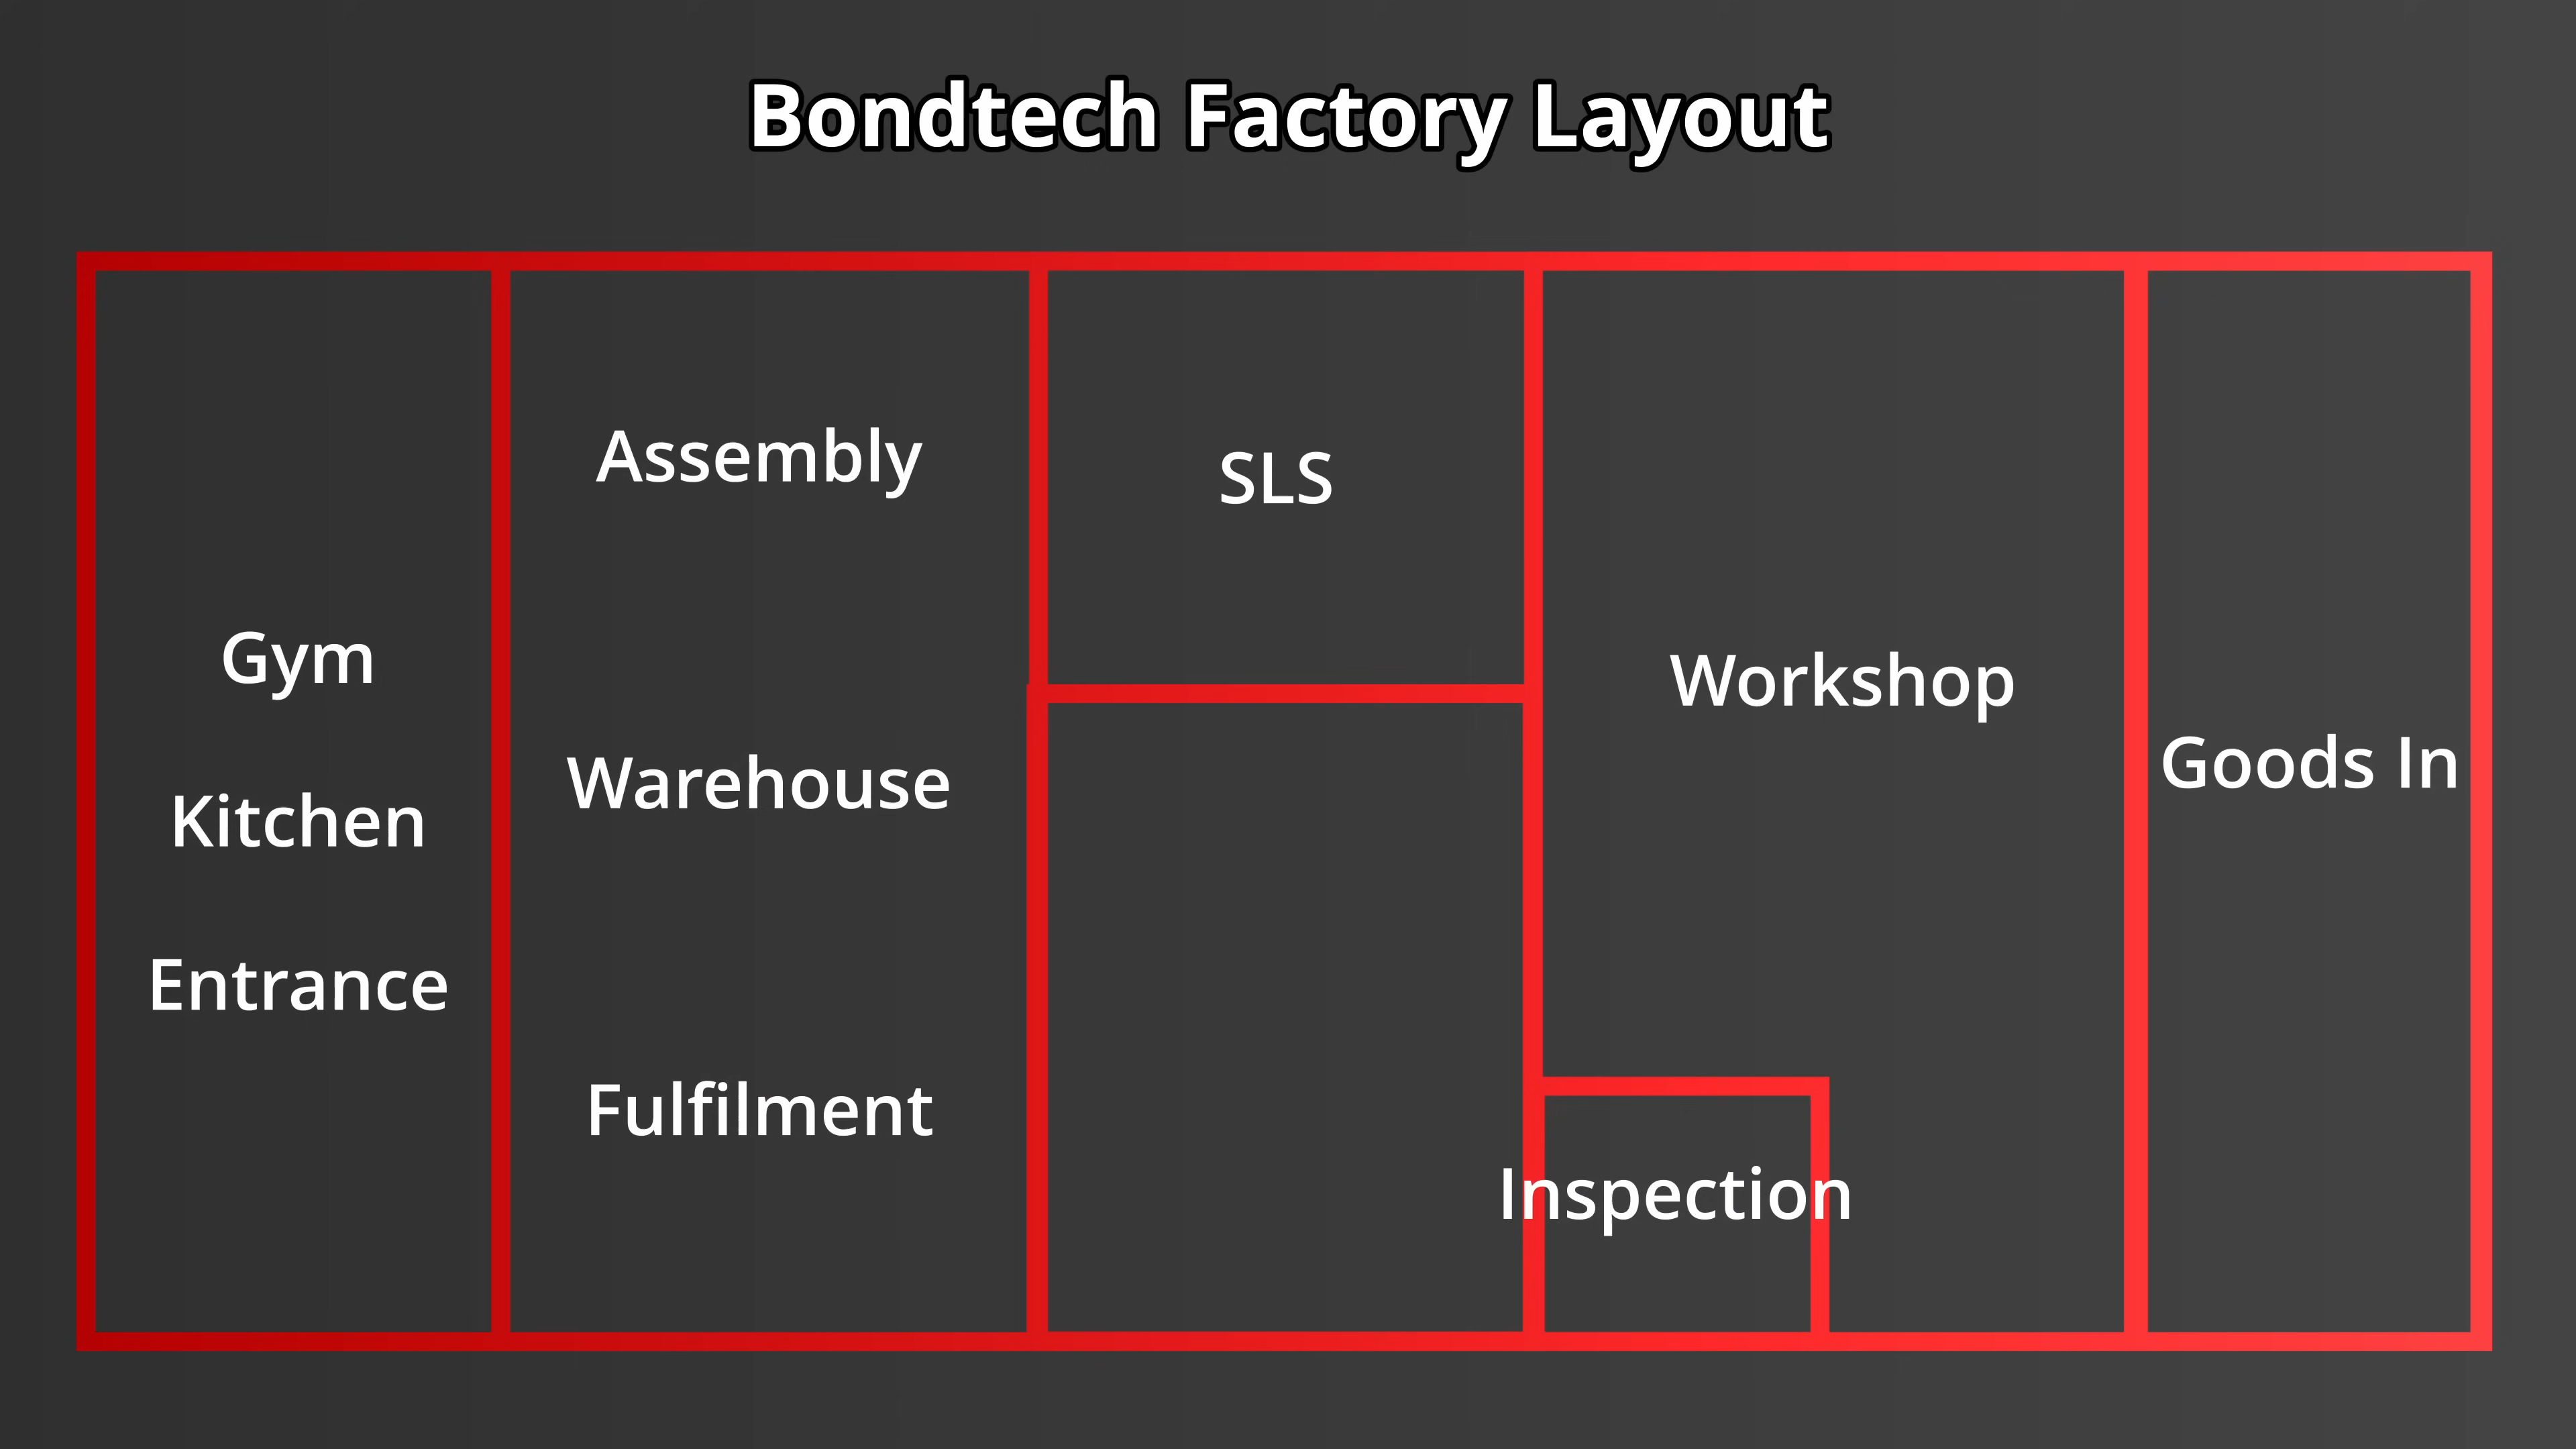 Bondtech Factory Layout
Gym
Kitchen
Entrance
Assembly
Warehouse
Fulfilment
SLS
Workshop
Inspection
Goods In